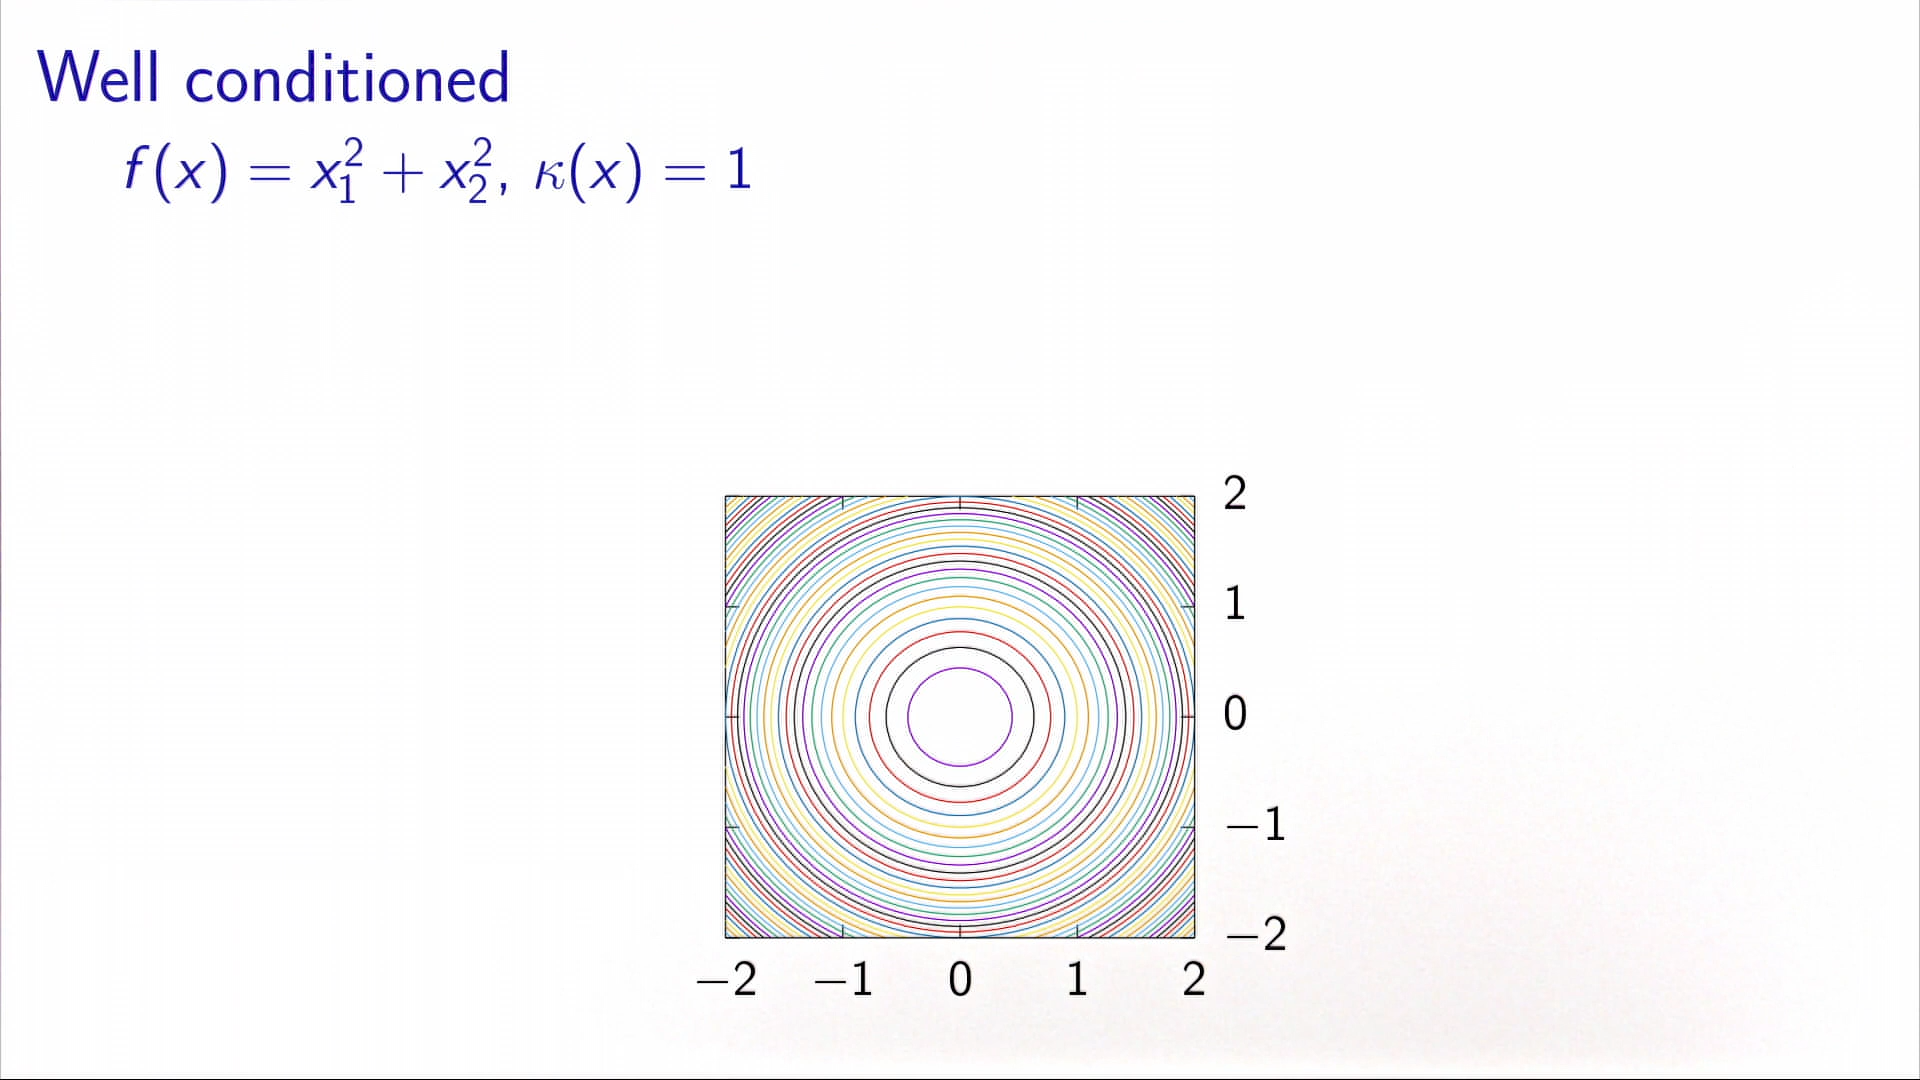 Well conditioned
f(x) = x₁² + x₂², κ(x) = 1
2
1
0
−1
−2
−2 −1 0 1 2